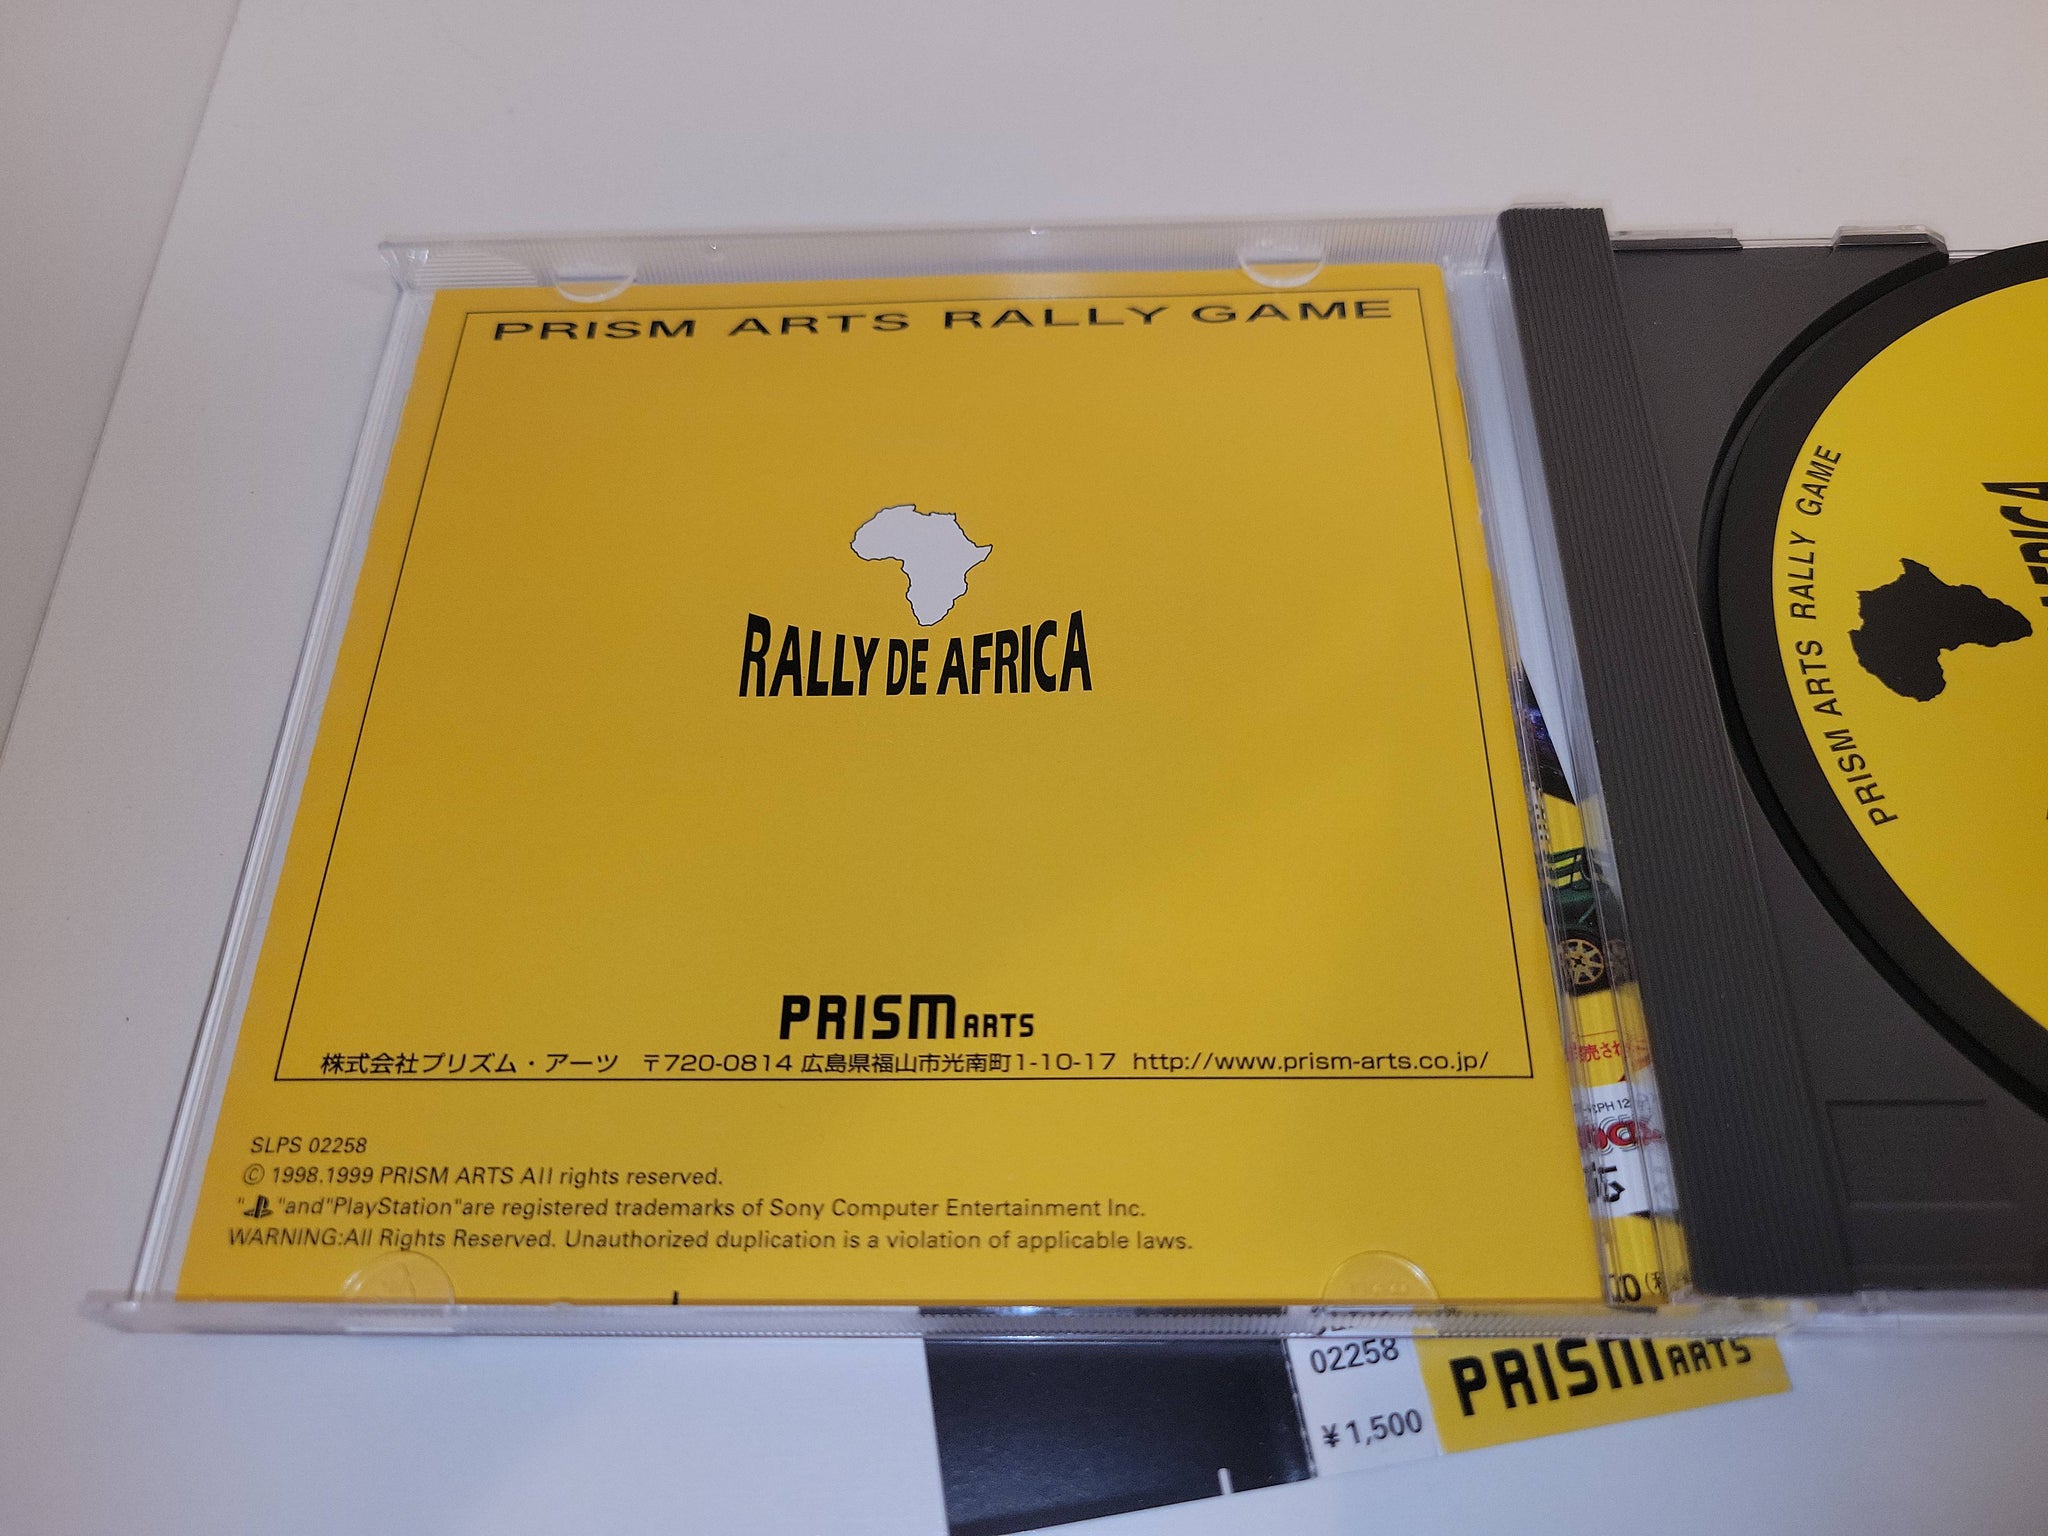 PRISM ARTS RALLY GAME
RALLY DE AFRICA
PRISM ARTS
株式会社プリズム・アーツ 〒720-0814 広島県福山市光南町1-10-17 http://www.prism-arts.co.jp/
SLPS 02258
© 1998.1999 PRISM ARTS All rights reserved.
" "and"PlayStation"are registered trademarks of Sony Computer Entertainment Inc.
WARNING:All Rights Reserved. Unauthorized duplication is a violation of applicable laws.
PRISM ARTS RALLY GAME
AFRICA
02258
¥1,500
PRISM ARTS